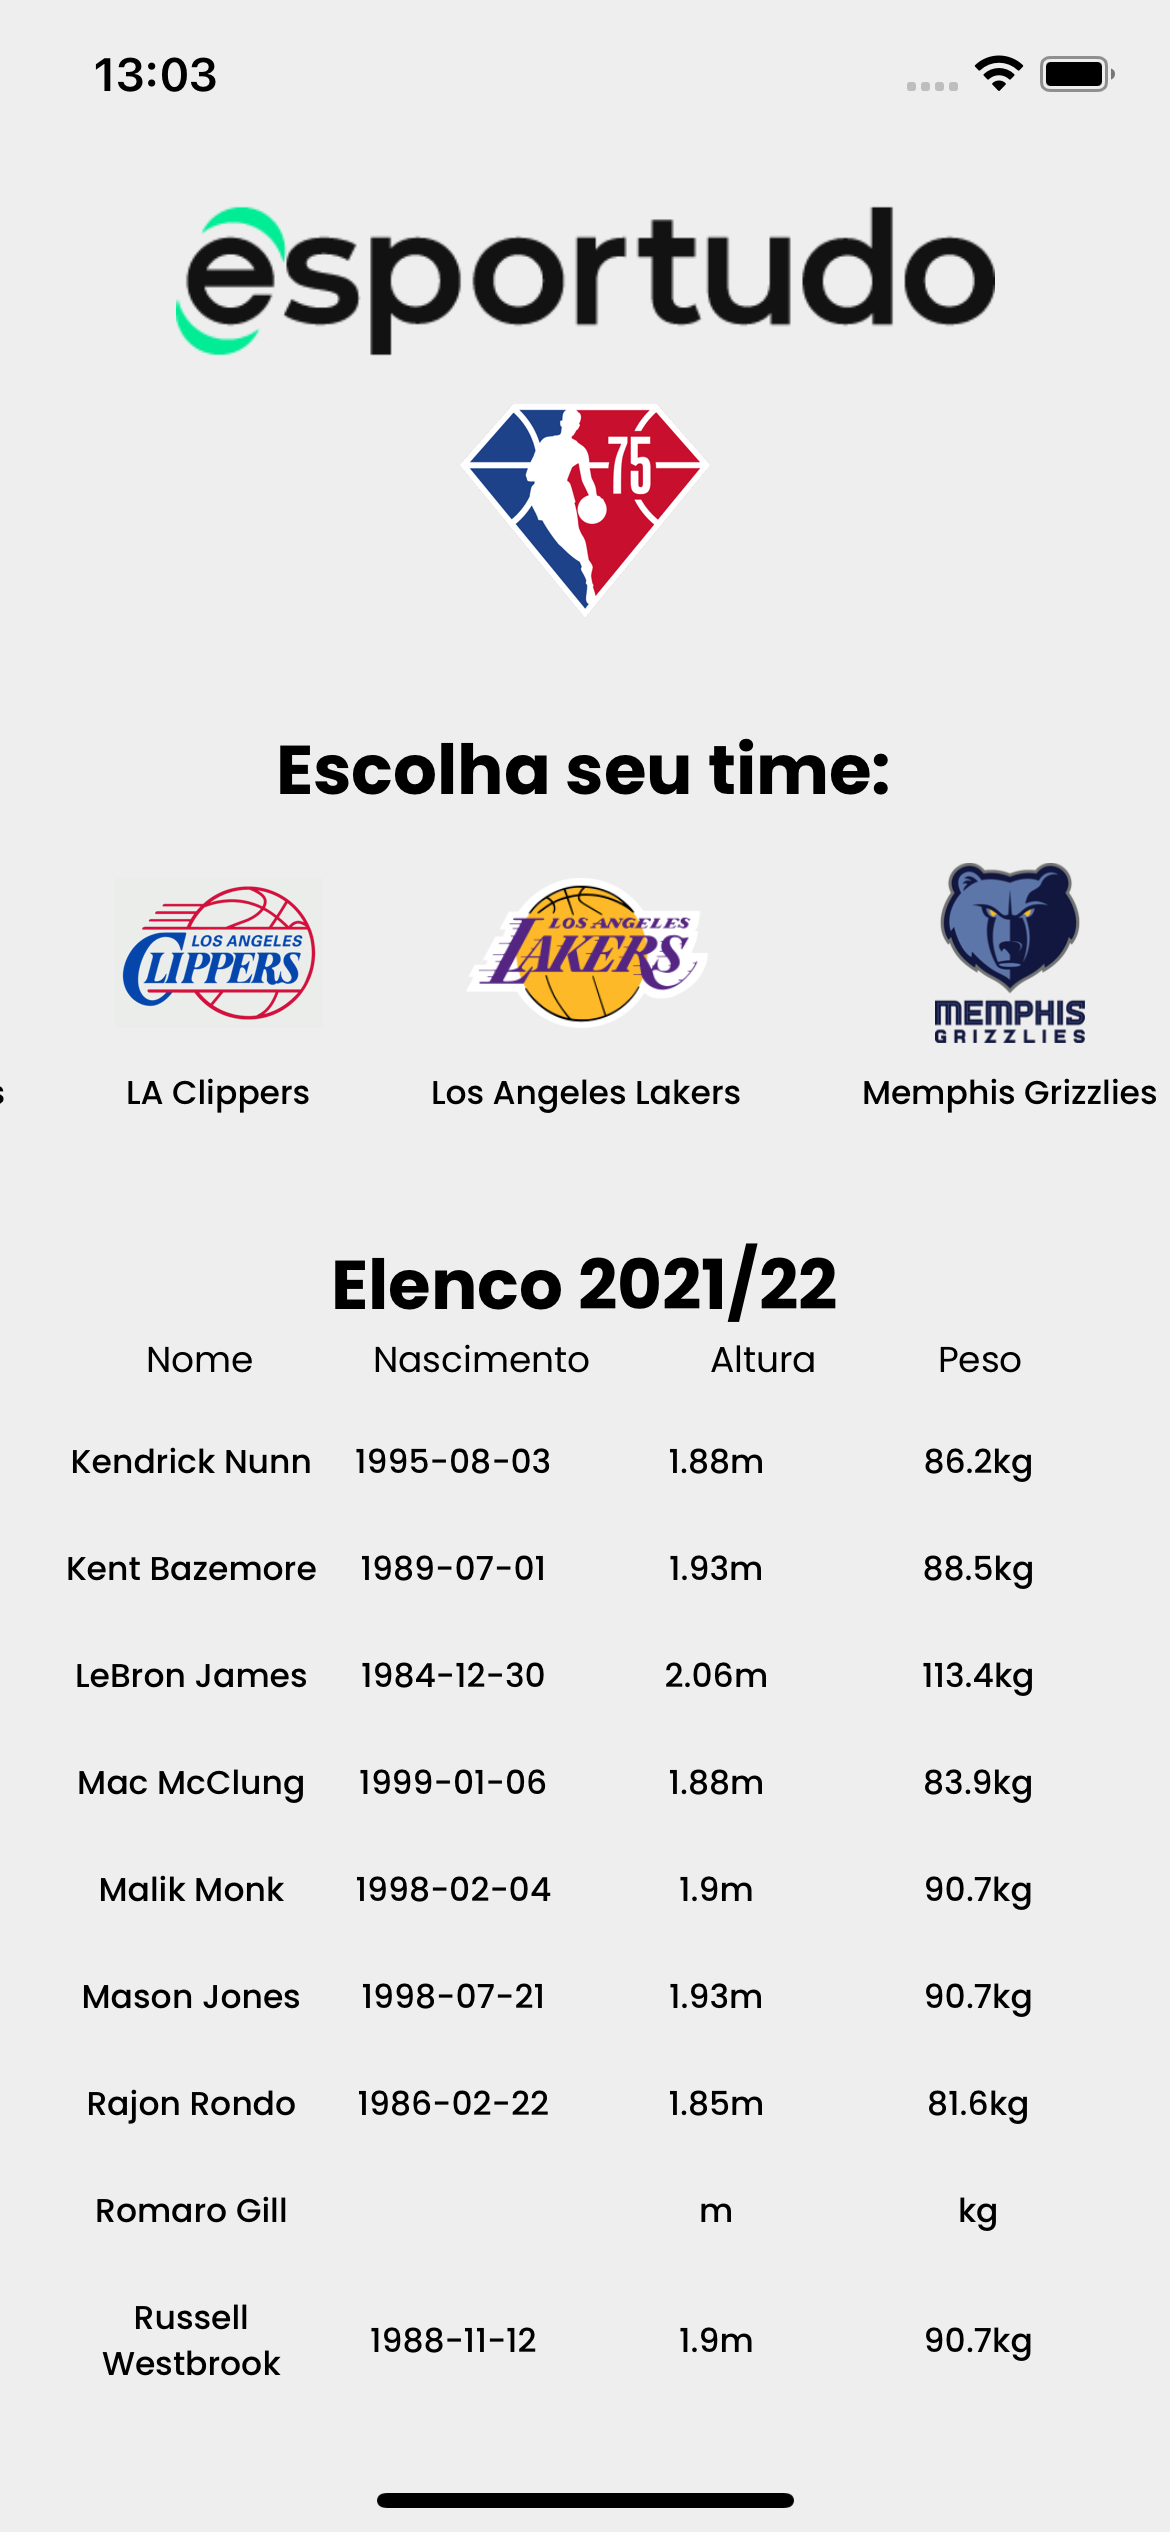 13:03
esportudo
75
Escolha seu time:
LOS ANGELES
CLIPPERS
LOS ANGELES
LAKERS
MEMPHIS
GRIZZLIES
s
LA Clippers
Los Angeles Lakers
Memphis Grizzlies
Elenco 2021/22
Nome Nascimento Altura Peso
Kendrick Nunn 1995-08-03 1.88m 86.2kg
Kent Bazemore 1989-07-01 1.93m 88.5kg
LeBron James 1984-12-30 2.06m 113.4kg
Mac McClung 1999-01-06 1.88m 83.9kg
Malik Monk 1998-02-04 1.9m 90.7kg
Mason Jones 1998-07-21 1.93m 90.7kg
Rajon Rondo 1986-02-22 1.85m 81.6kg
Romaro Gill m kg
Russell
Westbrook 1988-11-12 1.9m 90.7kg